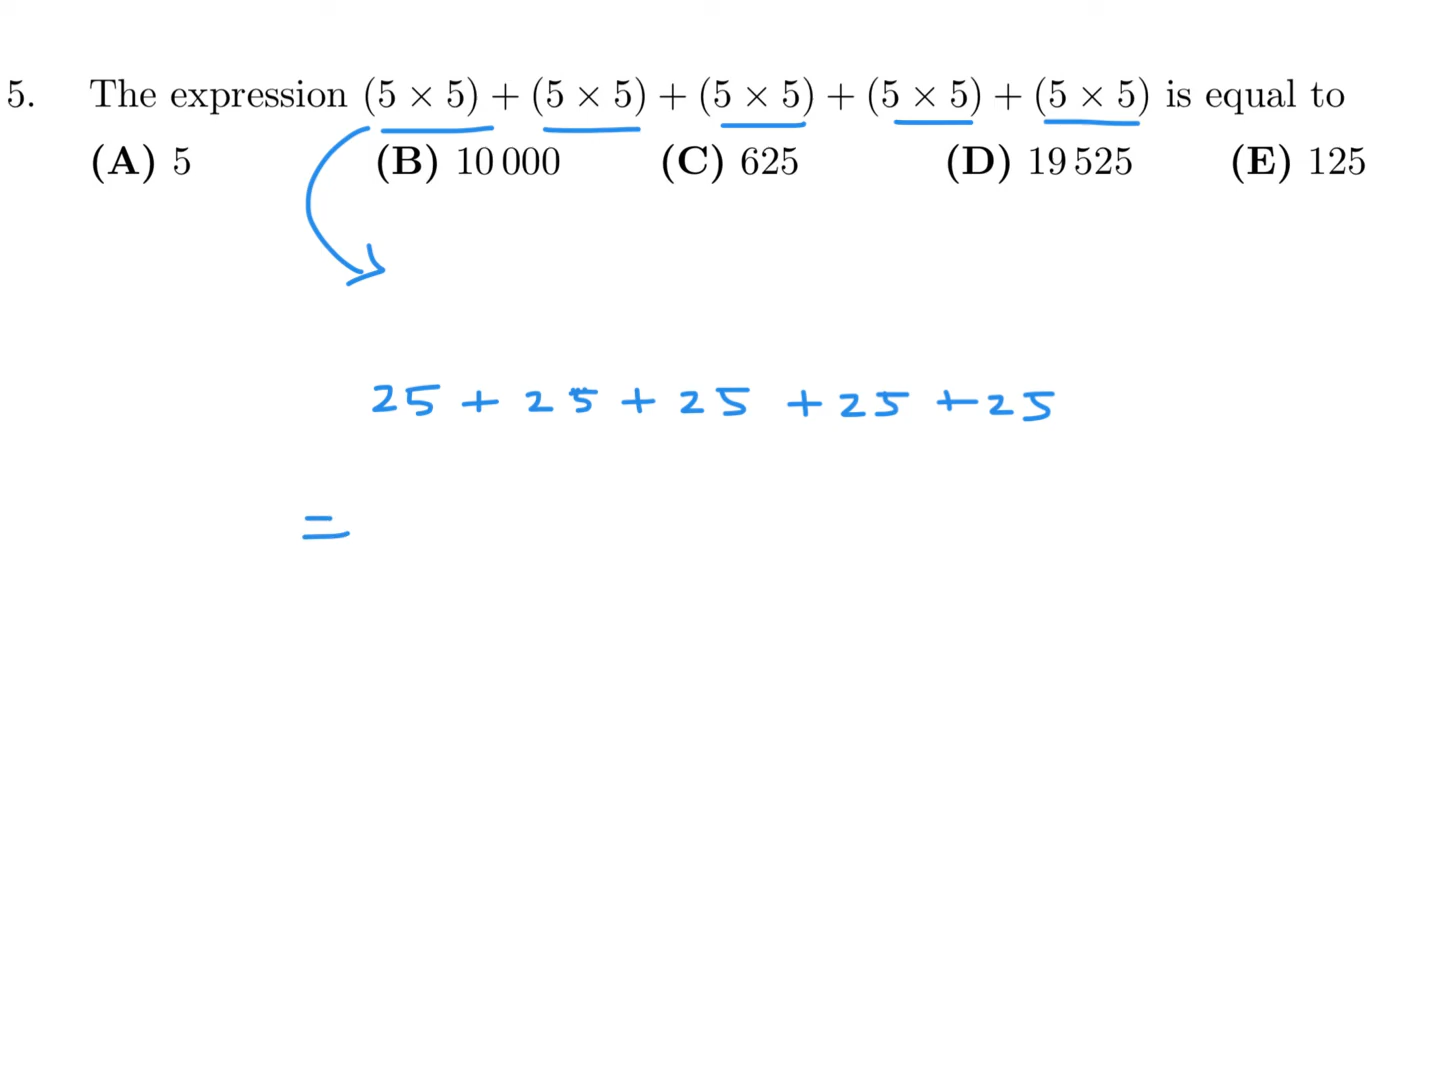 5. The expression (5 × 5) + (5 × 5) + (5 × 5) + (5 × 5) + (5 × 5) is equal to
(A) 5 (B) 10 000 (C) 625 (D) 19 525 (E) 125
25 + 25 + 25 + 25 + 25
=